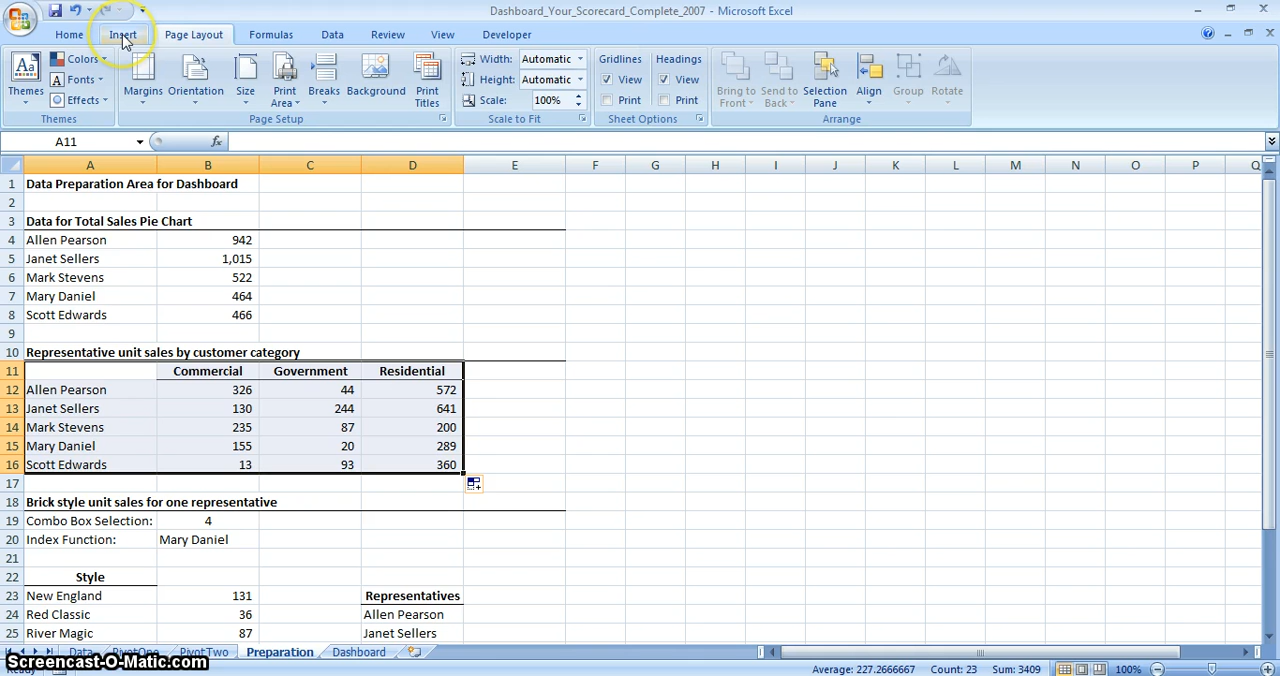 Dashboard_Your_Scorecard_Complete_2007 - Microsoft Excel
Home Insert Page Layout Formulas Data Review View Developer
Themes Colors Fonts Effects Margins Orientation Size Print Area Breaks Background Print Titles Width: Automatic Height: Automatic Scale: 100% Gridlines View Print Headings View Print Bring to Front Send to Back Selection Pane Align Group Rotate
Themes Page Setup Scale to Fit Sheet Options Arrange
A11 fx
A B C D E F G H I J K L M N O P Q
1 Data Preparation Area for Dashboard
2
3 Data for Total Sales Pie Chart
4 Allen Pearson 942
5 Janet Sellers 1,015
6 Mark Stevens 522
7 Mary Daniel 464
8 Scott Edwards 466
9
10 Representative unit sales by customer category
11 Commercial Government Residential
12 Allen Pearson 326 44 572
13 Janet Sellers 130 244 641
14 Mark Stevens 235 87 200
15 Mary Daniel 155 20 289
16 Scott Edwards 13 93 360
17
18 Brick style unit sales for one representative
19 Combo Box Selection: 4
20 Index Function: Mary Daniel
21
22 Style
23 New England 131 Representatives
24 Red Classic 36 Allen Pearson
25 River Magic 87 Janet Sellers
Data PivotOne PivotTwo Preparation Dashboard
Screencast-O-Matic.com
Ready Average: 227.2666667 Count: 23 Sum: 3409 100%